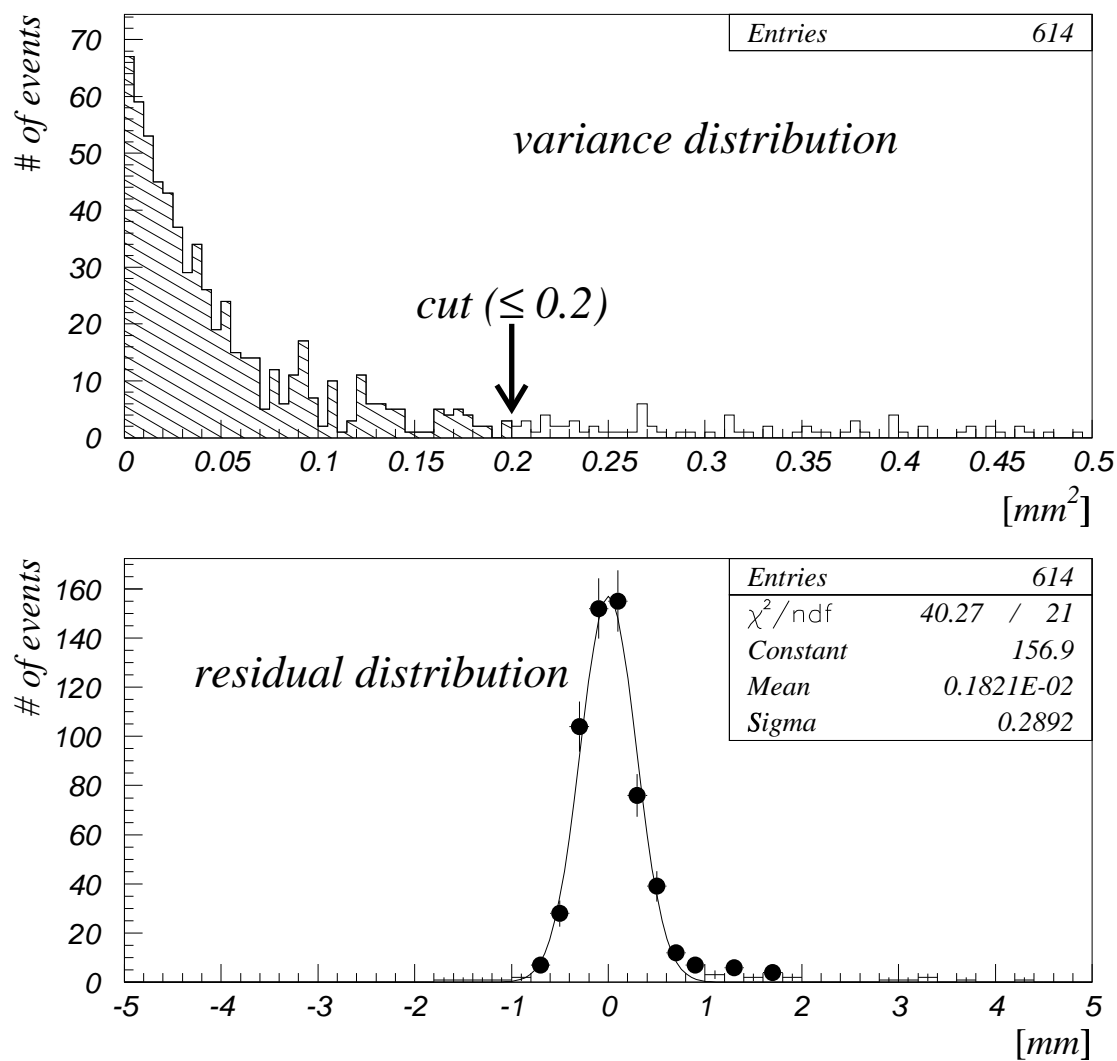 # of events
70
60
50
40
30
20
10
0
Entries 614
variance distribution
cut (≤ 0.2)
0 0.05 0.1 0.15 0.2 0.25 0.3 0.35 0.4 0.45 0.5
[mm²]
# of events
160
140
120
100
80
60
40
20
0
residual distribution
Entries 614
χ²/ndf 40.27 / 21
Constant 156.9
Mean 0.1821E-02
Sigma 0.2892
-5 -4 -3 -2 -1 0 1 2 3 4 5
[mm]